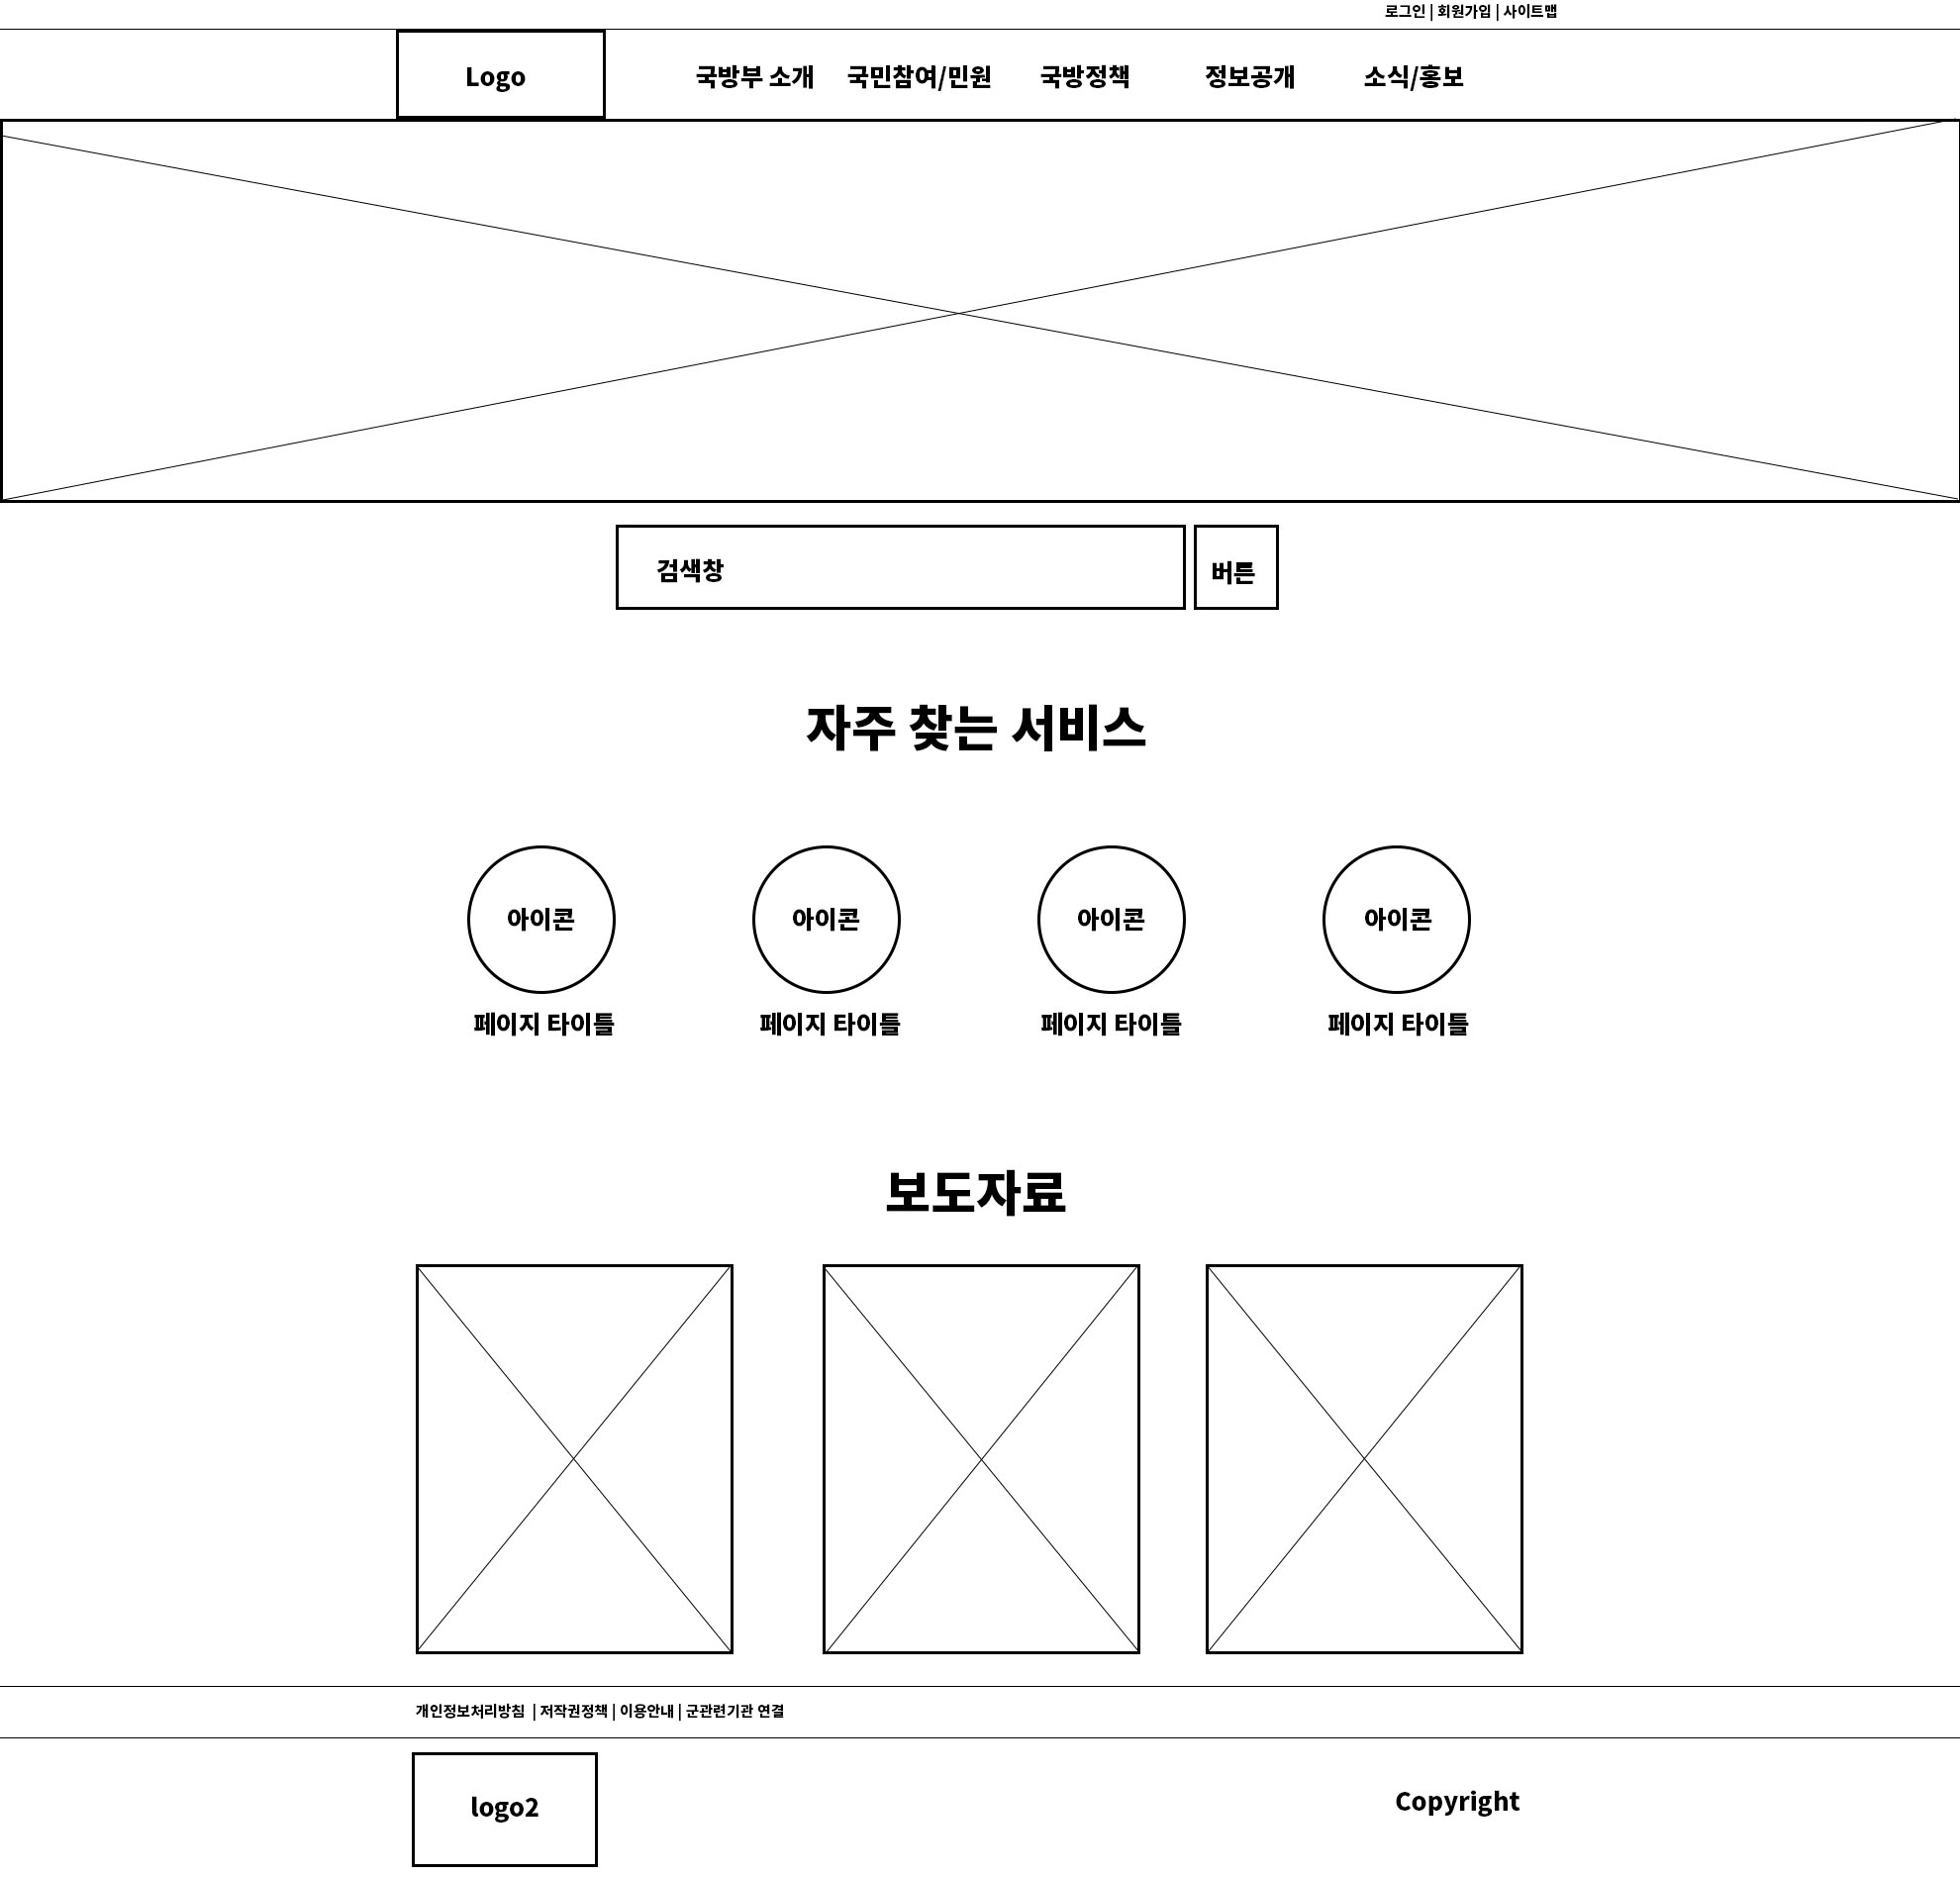 로그인 | 회원가입 | 사이트맵
Logo
국방부 소개 국민참여/민원 국방정책 정보공개 소식/홍보
검색창
버튼
자주 찾는 서비스
아이콘 아이콘 아이콘 아이콘
페이지 타이틀 페이지 타이틀 페이지 타이틀 페이지 타이틀
보도자료
개인정보처리방침 | 저작권정책 | 이용안내 | 군관련기관 연결
logo2
Copyright